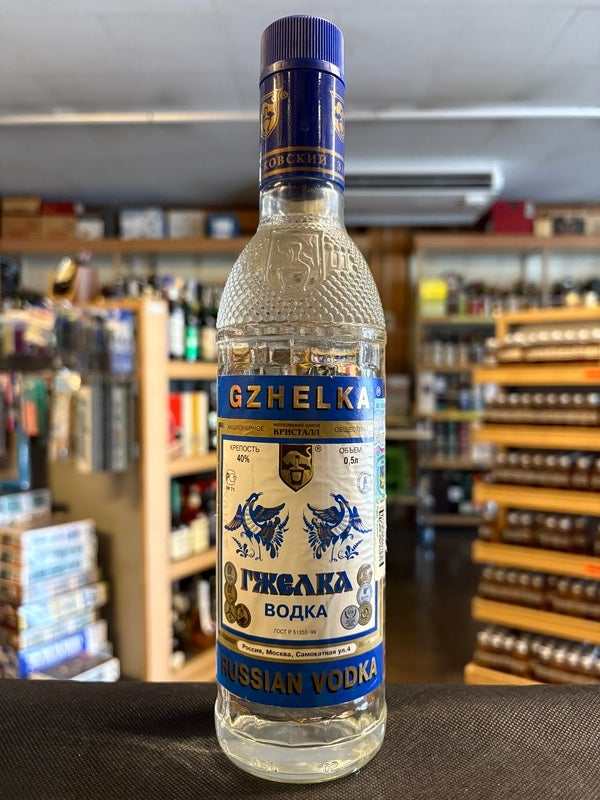 ОВСКИЙ З
GZHELKA ®
АКЦИОНЕРНОЕ МОСКОВСКИЙ ЗАВОД ОБЩЕСТВО
КРИСТАЛЛ
КРЕПОСТЬ ОБЪЕМ
40% 0,5л
®
ГЖЕЛКА
ВОДКА
ГОСТ Р 51355-99
Россия, Москва, Самокатная ул.4
RUSSIAN VODKA